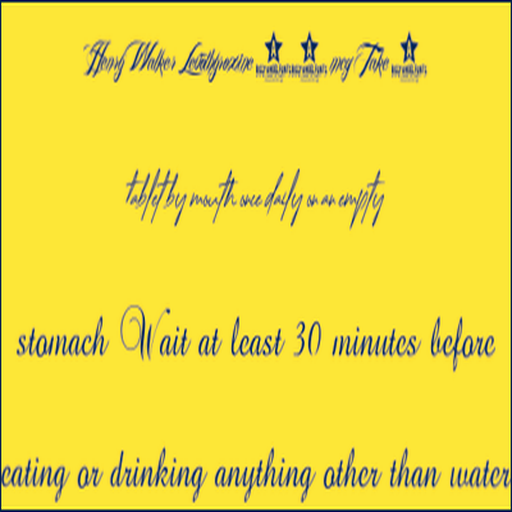 Henry Walker Levothyroxine mcg Take
tablet by mouth once daily on an empty
stomach Wait at least 30 minutes before
eating or drinking anything other than water